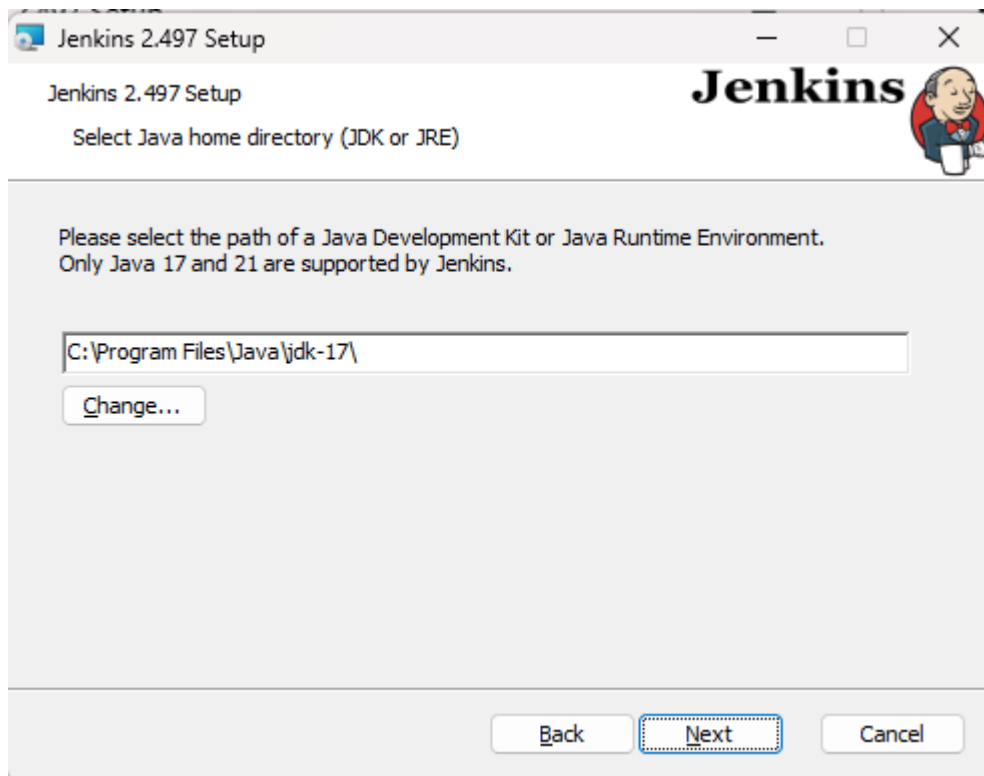 Jenkins 2.497 Setup
Jenkins 2.497 Setup
Jenkins
Select Java home directory (JDK or JRE)
Please select the path of a Java Development Kit or Java Runtime Environment.
Only Java 17 and 21 are supported by Jenkins.
C:\Program Files\Java\jdk-17\
Change...
Back
Next
Cancel